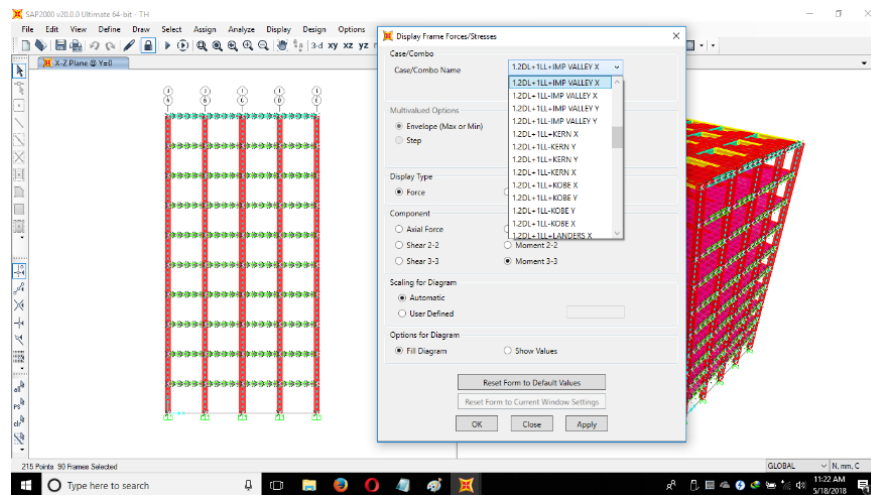 SAP2000 v20.0.0 Ultimate 64-bit - TH
File Edit View Define Draw Select Assign Analyze Display Design Options
3-d xy xz yz
X-Z Plane @ Y=0
Display Frame Forces/Stresses
Case/Combo
Case/Combo Name
1.2DL+1LL+IMP VALLEY X
1.2DL+1LL+IMP VALLEY X
1.2DL+1LL-IMP VALLEY X
1.2DL+1LL+IMP VALLEY Y
1.2DL+1LL-IMP VALLEY Y
1.2DL+1LL+KERN X
1.2DL+1LL-KERN Y
1.2DL+1LL+KERN Y
1.2DL+1LL-KERN X
1.2DL+1LL+KOBE X
1.2DL+1LL+KOBE Y
1.2DL+1LL-KOBE Y
1.2DL+1LL-KOBE X
1.2DL+1LL+LANDERS X
Multivalued Options
Envelope (Max or Min)
Step
Display Type
Force
Component
Axial Force
Shear 2-2
Moment 2-2
Shear 3-3
Moment 3-3
Scaling for Diagram
Automatic
User Defined
Options for Diagram
Fill Diagram
Show Values
Reset Form to Default Values
Reset Form to Current Window Settings
OK
Close
Apply
215 Points 90 Frames Selected
GLOBAL
N, mm, C
Type here to search
11:22 AM
5/18/2018